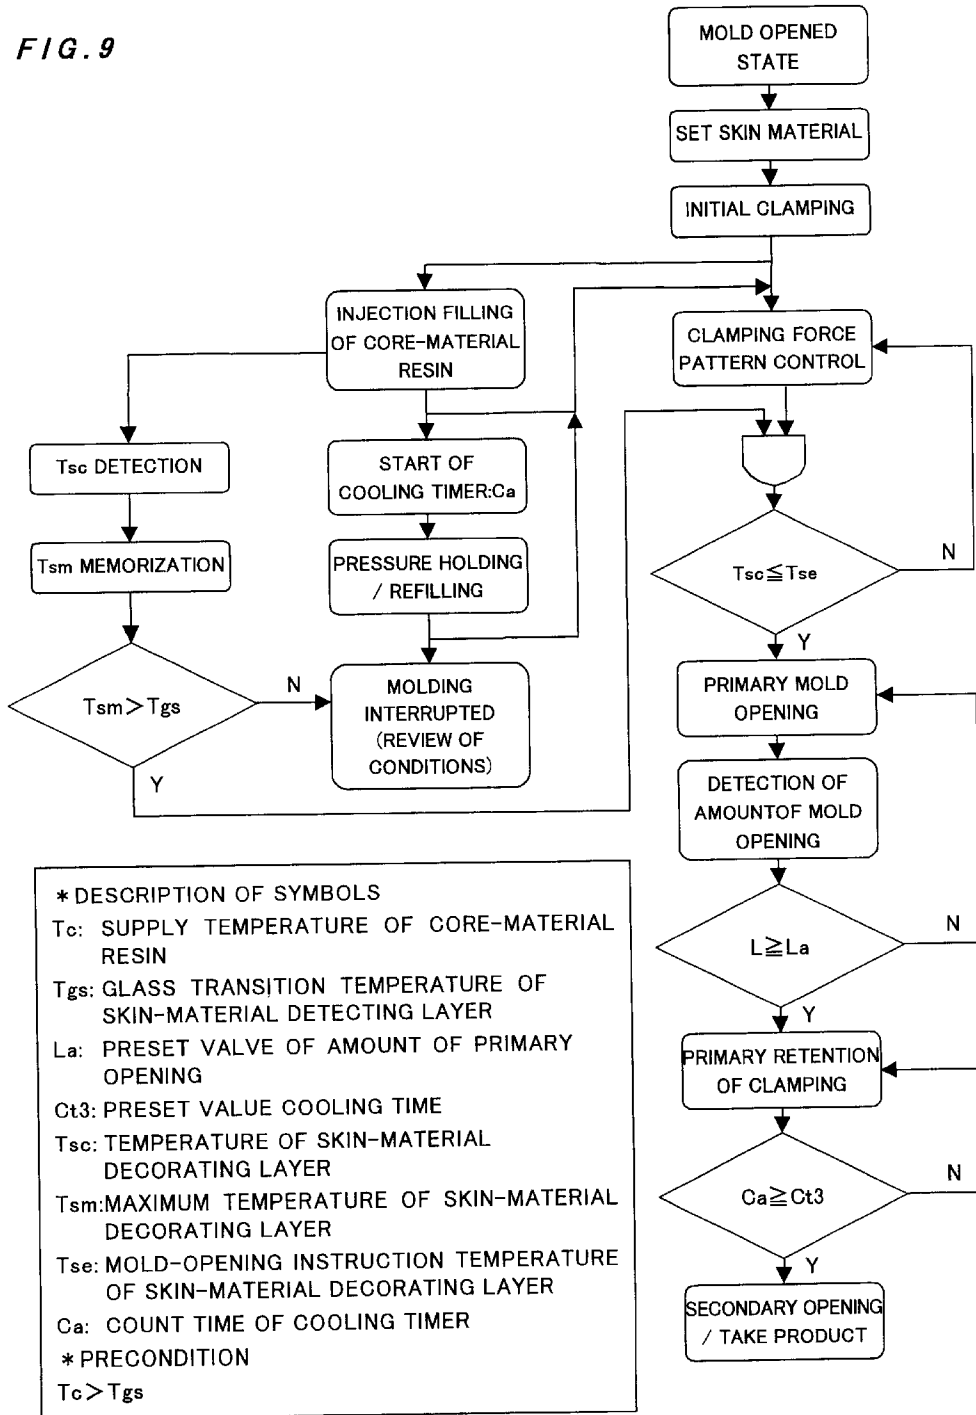 FIG.9
MOLD OPENED
STATE
SET SKIN MATERIAL
INITIAL CLAMPING
INJECTION FILLING
OF CORE-MATERIAL
RESIN
CLAMPING FORCE
PATTERN CONTROL
Tsc DETECTION
START OF
COOLING TIMER:Ca
Tsm MEMORIZATION
PRESSURE HOLDING
/ REFILLING
Tsc≦Tse
N
Y
Tsm>Tgs
N
Y
MOLDING
INTERRUPTED
(REVIEW OF
CONDITIONS)
PRIMARY MOLD
OPENING
DETECTION OF
AMOUNTOF MOLD
OPENING
L≧La
N
Y
PRIMARY RETENTION
OF CLAMPING
Ca≧Ct3
N
Y
SECONDARY OPENING
/ TAKE PRODUCT
*DESCRIPTION OF SYMBOLS
Tc: SUPPLY TEMPERATURE OF CORE-MATERIAL
RESIN
Tgs: GLASS TRANSITION TEMPERATURE OF
SKIN-MATERIAL DETECTING LAYER
La: PRESET VALVE OF AMOUNT OF PRIMARY
OPENING
Ct3: PRESET VALUE COOLING TIME
Tsc: TEMPERATURE OF SKIN-MATERIAL
DECORATING LAYER
Tsm:MAXIMUM TEMPERATURE OF SKIN-MATERIAL
DECORATING LAYER
Tse: MOLD-OPENING INSTRUCTION TEMPERATURE
OF SKIN-MATERIAL DECORATING LAYER
Ca: COUNT TIME OF COOLING TIMER
*PRECONDITION
Tc>Tgs